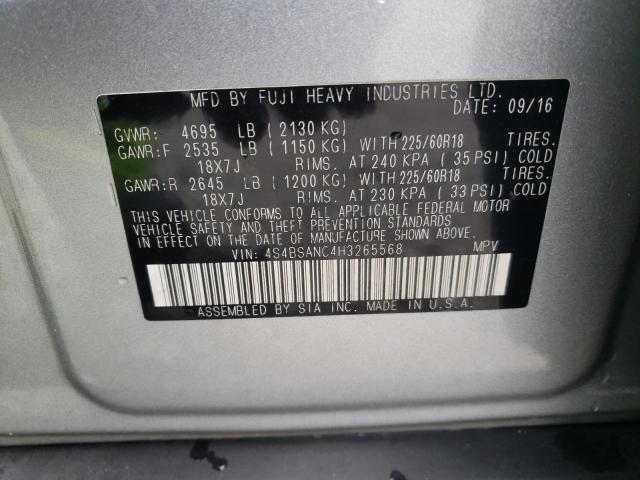 MFD BY FUJI HEAVY INDUSTRIES LTD.
DATE: 09/16
GVWR: 4695 LB (2130 KG)
GAWR:F 2535 LB (1150 KG) WITH 225/60R18 TIRES.
18X7J RIMS. AT 240 KPA (35 PSI) COLD
GAWR:R 2645 LB (1200 KG) WITH 225/60R18 TIRES.
18X7J RIMS. AT 230 KPA (33 PSI) COLD
THIS VEHICLE CONFORMS TO ALL APPLICABLE FEDERAL MOTOR
VEHICLE SAFETY AND THEFT PREVENTION STANDARDS
IN EFFECT ON THE DATE OF MANUFACTURE SHOWN ABOVE.
VIN: 4S4BSANC4H3265568 MPV
ASSEMBLED BY SIA INC. MADE IN U.S.A.